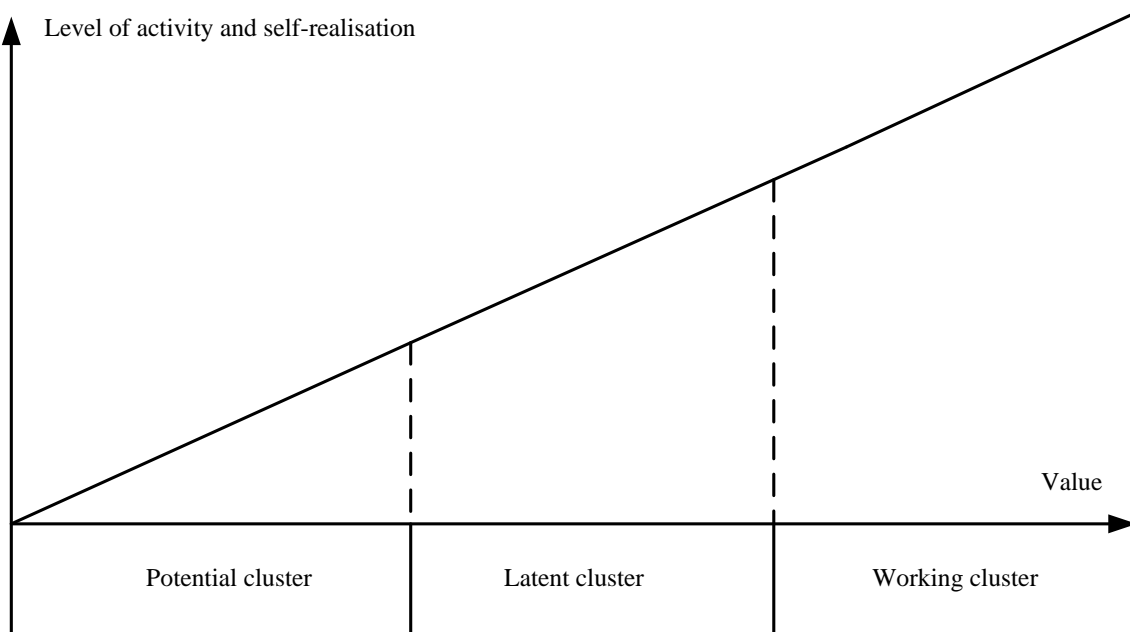 Level of activity and self-realisation
Value
Potential cluster
Latent cluster
Working cluster